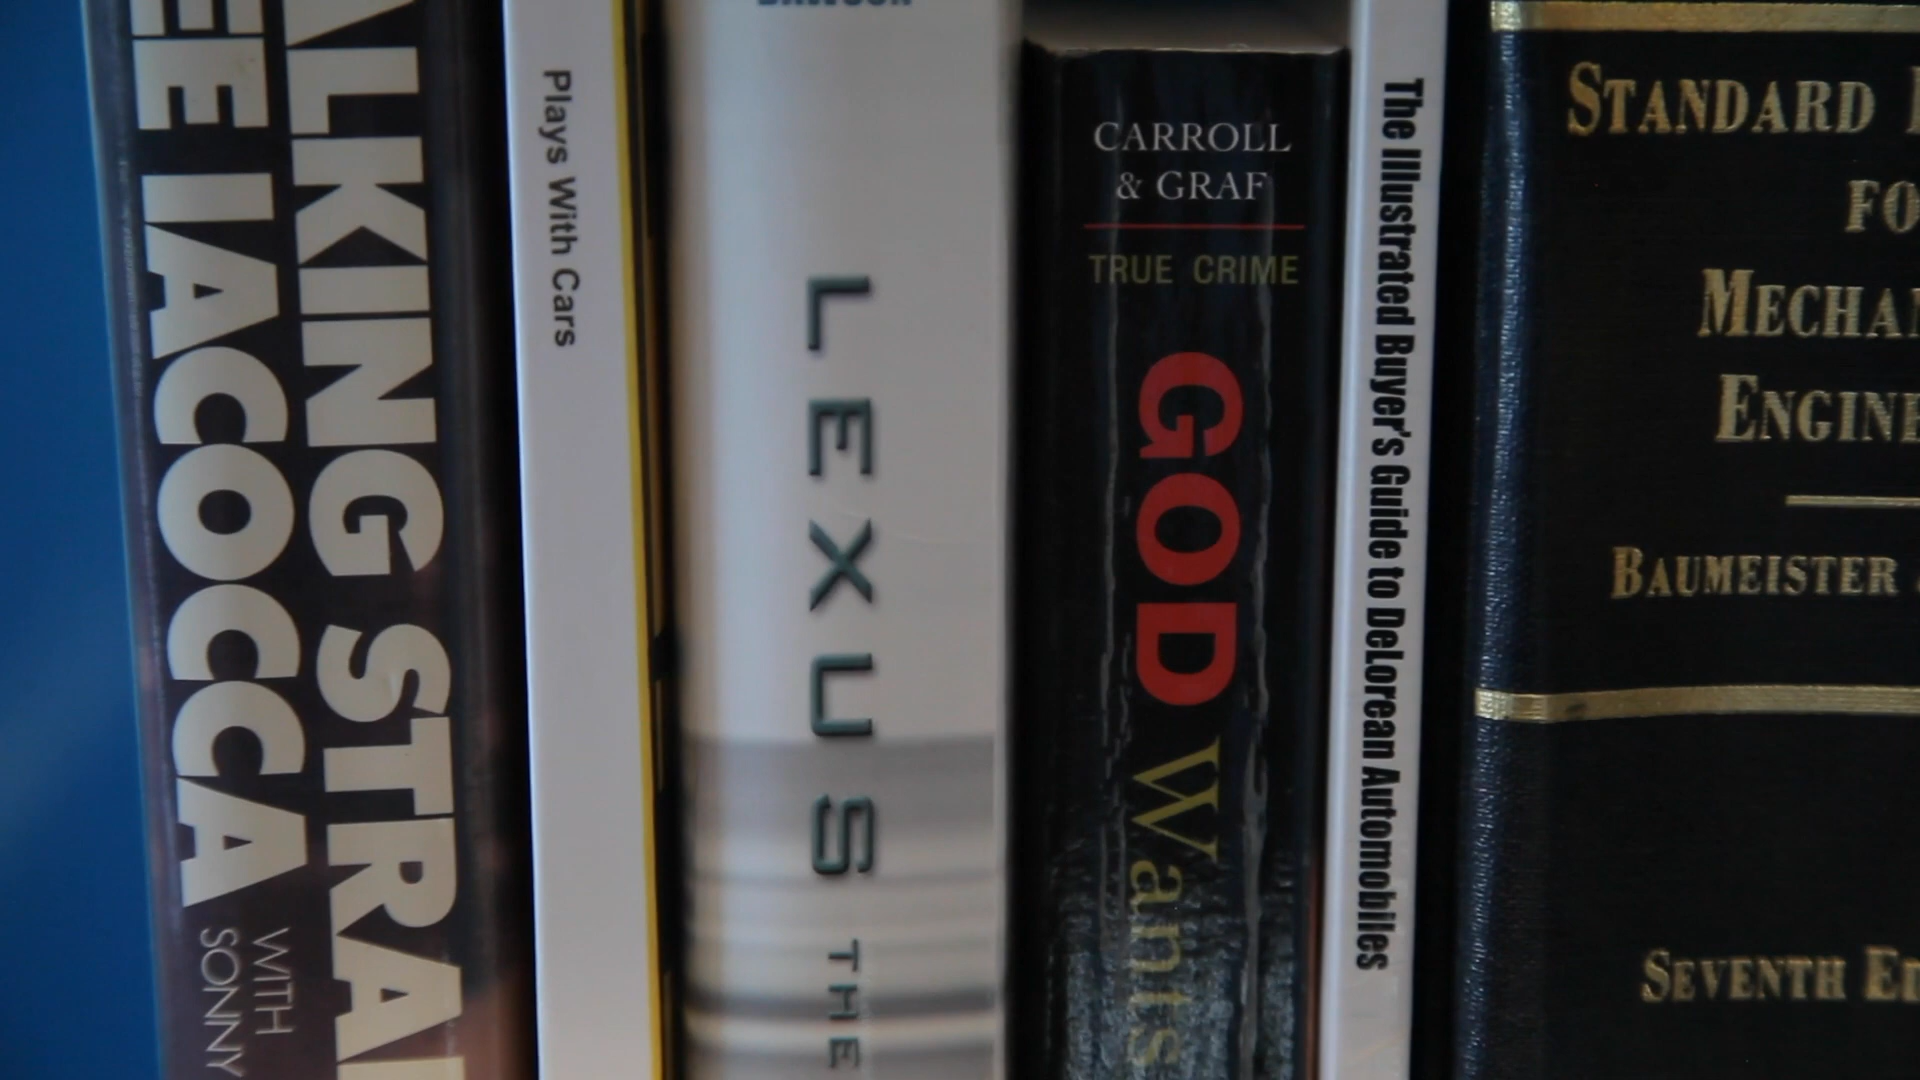 ALKING STRAI
EE IACOCCA
WITH
SONNY
Plays With Cars
LEXUS THE
CARROLL
& GRAF
TRUE CRIME
GOD Wants
The Illustrated Buyer's Guide to DeLorean Automobiles
STANDARD
FO
MECHAN
ENGINE
BAUMEISTER
SEVENTH ED